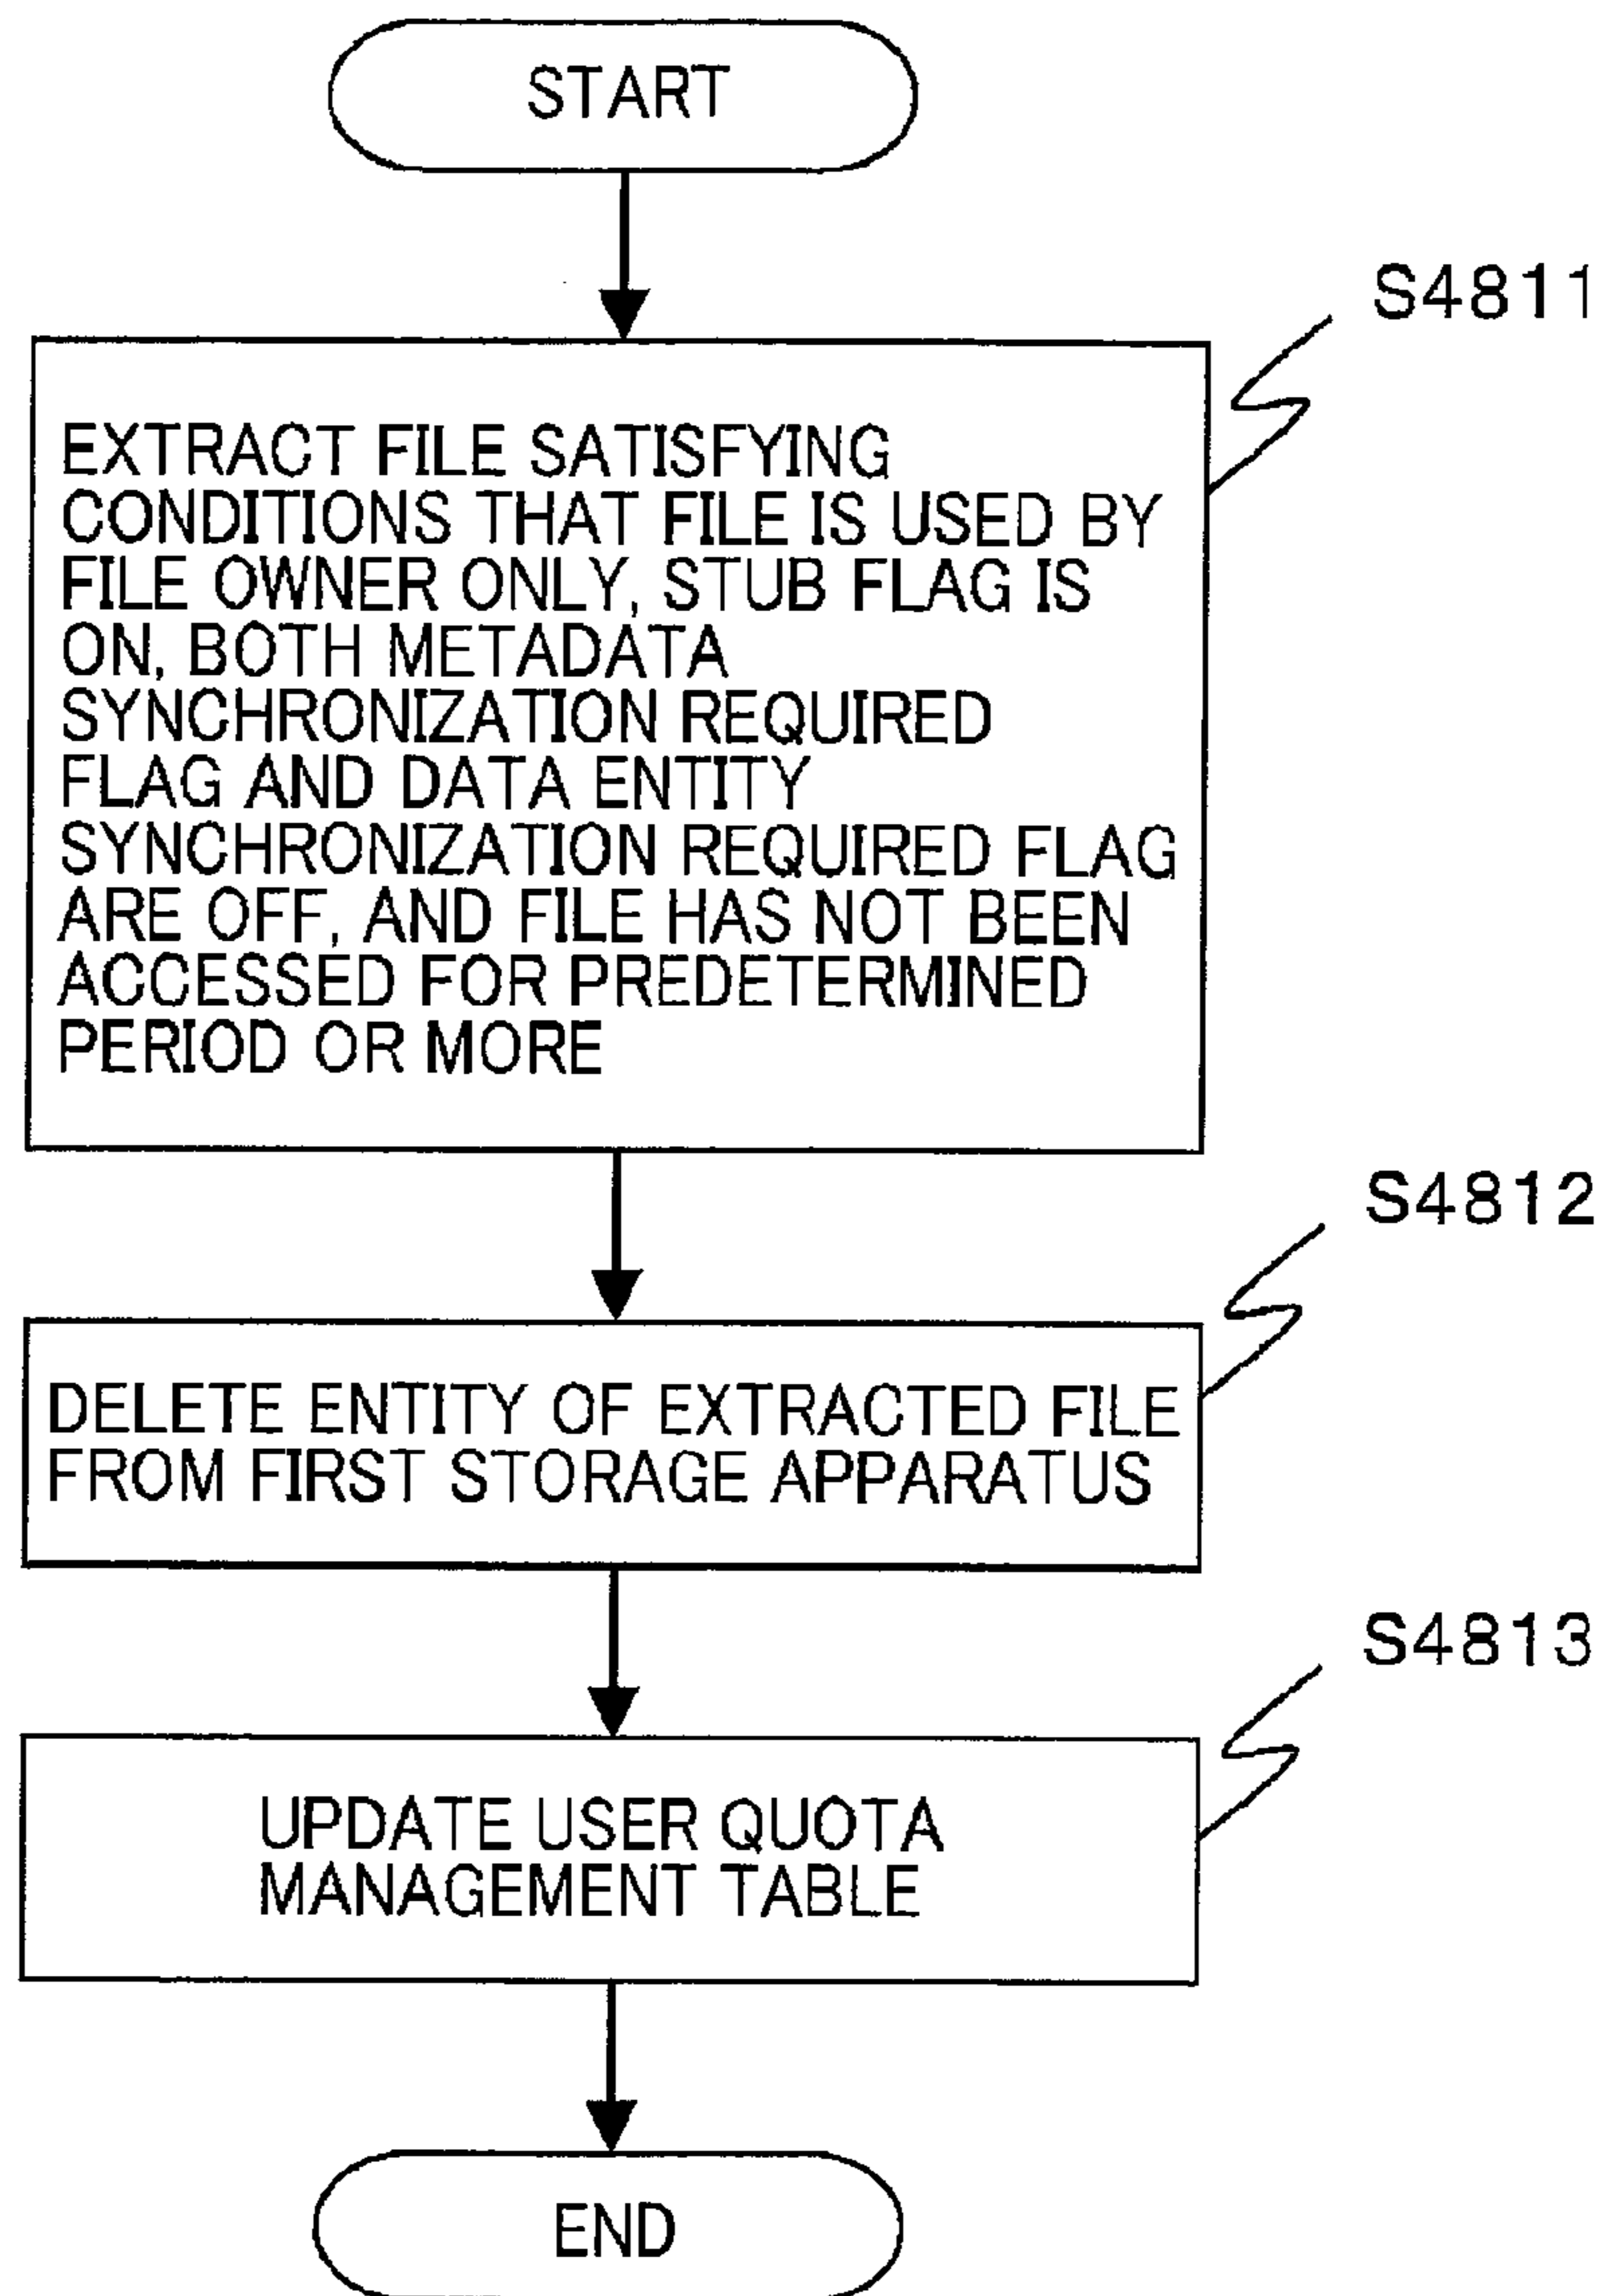 START
S4811
EXTRACT FILE SATISFYING
CONDITIONS THAT FILE IS USED BY
FILE OWNER ONLY, STUB FLAG IS
ON, BOTH METADATA
SYNCHRONIZATION REQUIRED
FLAG AND DATA ENTITY
SYNCHRONIZATION REQUIRED FLAG
ARE OFF, AND FILE HAS NOT BEEN
ACCESSED FOR PREDETERMINED
PERIOD OR MORE
S4812
DELETE ENTITY OF EXTRACTED FILE
FROM FIRST STORAGE APPARATUS
S4813
UPDATE USER QUOTA
MANAGEMENT TABLE
END